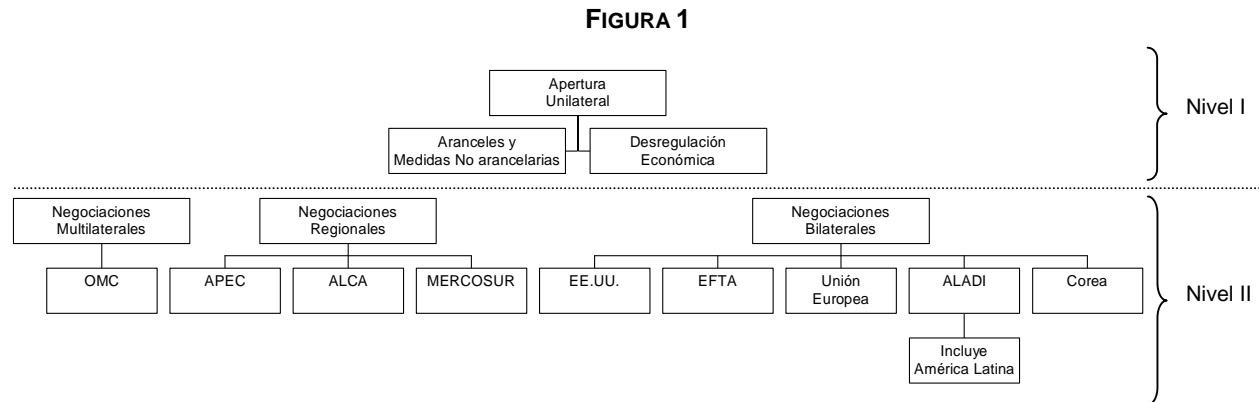 FIGURA 1
Apertura
Unilateral
Nivel I
Aranceles y
Medidas No arancelarias
Desregulación
Económica
Negociaciones
Multilaterales
Negociaciones
Regionales
Negociaciones
Bilaterales
OMC
APEC
ALCA
MERCOSUR
EE.UU.
EFTA
Unión
Europea
ALADI
Corea
Nivel II
Incluye
América Latina